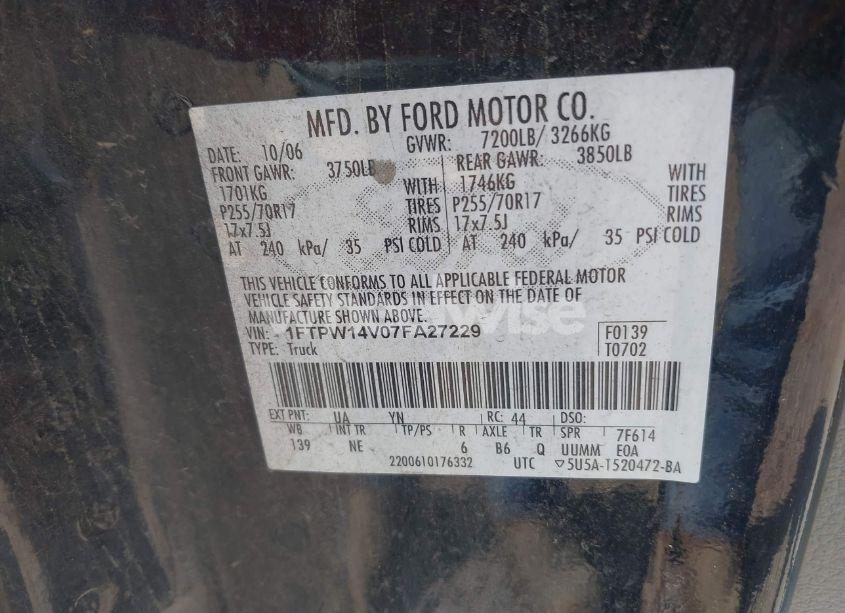 MFD. BY FORD MOTOR CO.
DATE: 10/06 GVWR: 7200LB/ 3266KG
FRONT GAWR: 3750LB REAR GAWR: 3850LB
1701KG WITH 1746KG WITH
P255/70R17 TIRES P255/70R17 TIRES
17x7.5J RIMS 17x7.5J RIMS
AT 240 kPa/ 35 PSI COLD AT 240 kPa/ 35 PSI COLD
THIS VEHICLE CONFORMS TO ALL APPLICABLE FEDERAL MOTOR
VEHICLE SAFETY STANDARDS IN EFFECT ON THE DATE OF
MANUFACTURE SHOWN ABOVE.
VIN: 1FTPW14V07FA27229 F0139
TYPE: Truck T0702
EXT PNT: UA YN RC: 44 DSO:
WB INT TR TP/PS R AXLE TR SPR 7F614
139 NE 6 B6 Q UUMM EOA
2200610176332 UTC ▽5U5A-1520472-BA